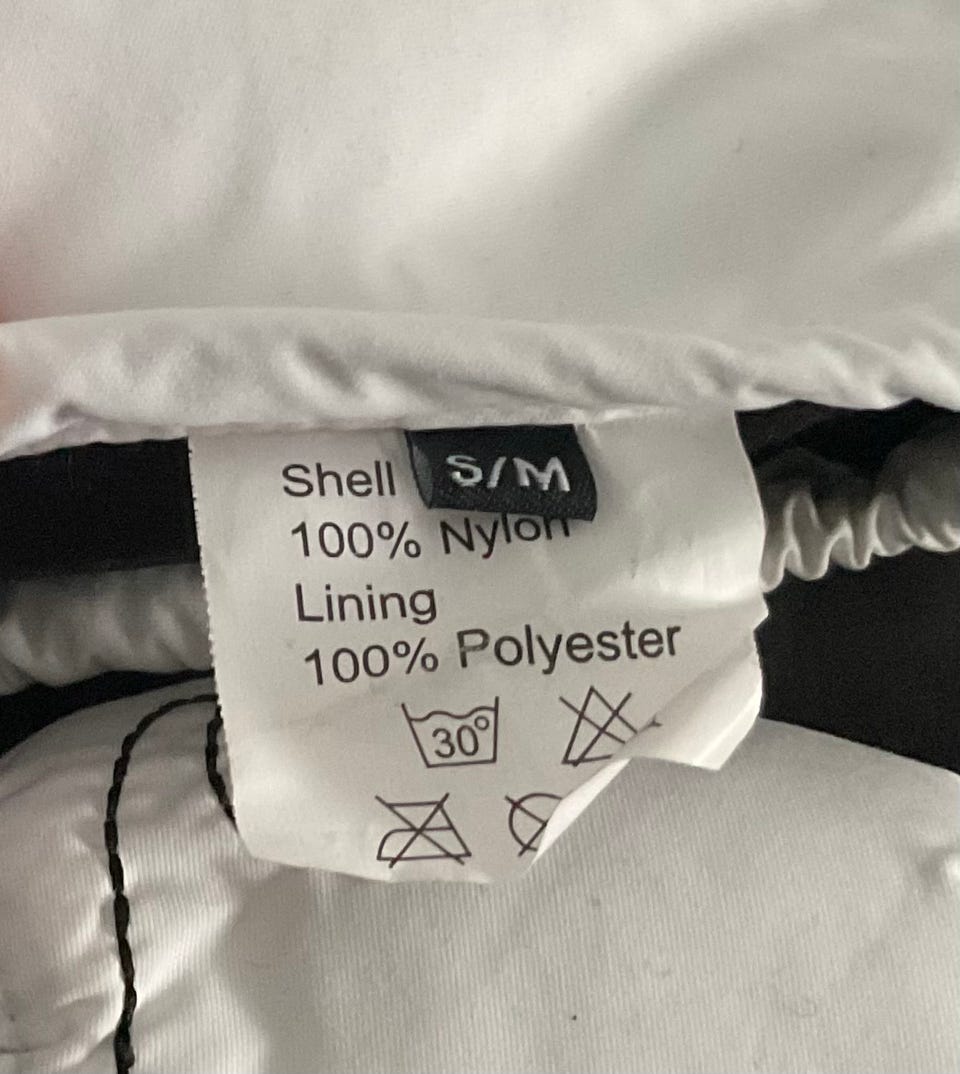 S/M
Shell
100% Nylon
Lining
100% Polyester
30°